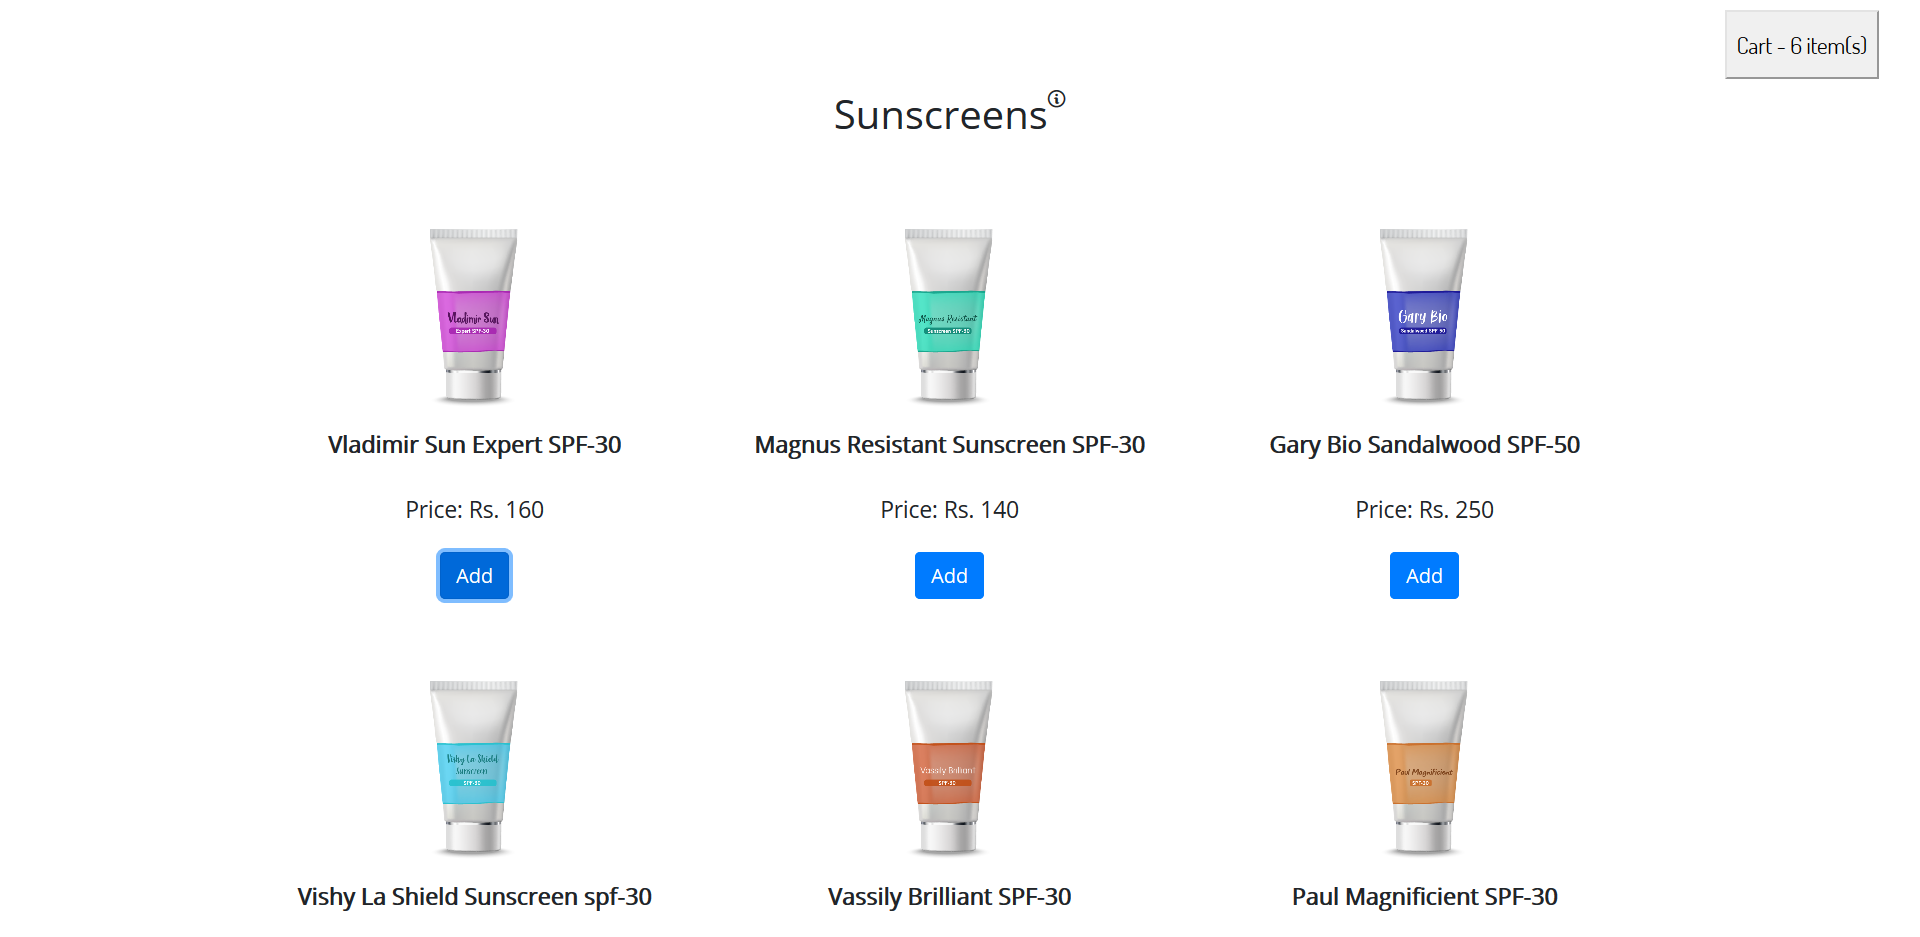 Cart - 6 item(s)
Sunscreens
Vladimir Sun
Expert SPF-30
Magnus Resistant
Sunscreen SPF-30
Gary Bio
Sandalwood SPF-50
Vladimir Sun Expert SPF-30
Magnus Resistant Sunscreen SPF-30
Gary Bio Sandalwood SPF-50
Price: Rs. 160
Price: Rs. 140
Price: Rs. 250
Add
Add
Add
Vishy La Shield
Sunscreen
SPF-30
Vassily Brilliant
SPF-30
Paul Magnificient
SPF-30
Vishy La Shield Sunscreen spf-30
Vassily Brilliant SPF-30
Paul Magnificient SPF-30